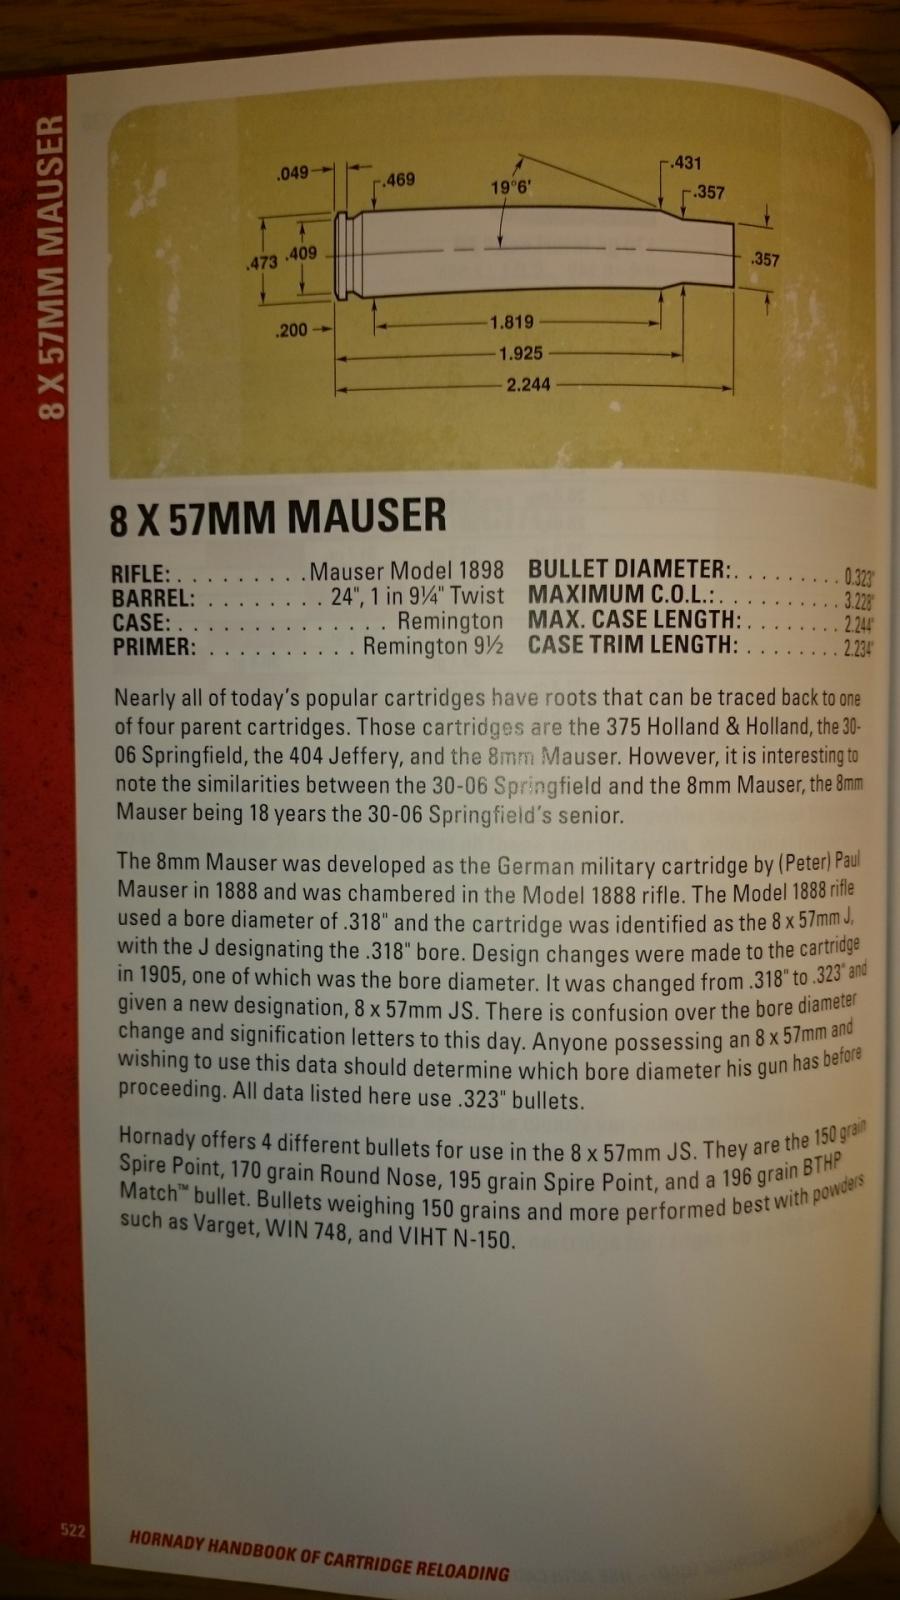 8 X 57MM MAUSER
.049
.469
19°6'
.431
.357
.473
.409
.357
.200
1.819
1.925
2.244
8 X 57MM MAUSER
RIFLE: . . . . . . . . . Mauser Model 1898
BARREL: . . . . . . . . 24", 1 in 9¼" Twist
CASE: . . . . . . . . . . . . . . Remington
PRIMER: . . . . . . . . . . Remington 9½
BULLET DIAMETER: . . . . . . . . . 0.323"
MAXIMUM C.O.L.: . . . . . . . . . . 3.228"
MAX. CASE LENGTH: . . . . . . . . 2.244"
CASE TRIM LENGTH: . . . . . . . . 2.234"
Nearly all of today's popular cartridges have roots that can be traced back to one
of four parent cartridges. Those cartridges are the 375 Holland & Holland, the 30-
06 Springfield, the 404 Jeffery, and the 8mm Mauser. However, it is interesting to
note the similarities between the 30-06 Springfield and the 8mm Mauser, the 8mm
Mauser being 18 years the 30-06 Springfield's senior.
The 8mm Mauser was developed as the German military cartridge by (Peter) Paul
Mauser in 1888 and was chambered in the Model 1888 rifle. The Model 1888 rifle
used a bore diameter of .318" and the cartridge was identified as the 8 x 57mm J,
with the J designating the .318" bore. Design changes were made to the cartridge
in 1905, one of which was the bore diameter. It was changed from .318" to .323" and
given a new designation, 8 x 57mm JS. There is confusion over the bore diameter
change and signification letters to this day. Anyone possessing an 8 x 57mm and
wishing to use this data should determine which bore diameter his gun has before
proceeding. All data listed here use .323" bullets.
Hornady offers 4 different bullets for use in the 8 x 57mm JS. They are the 150 grain
Spire Point, 170 grain Round Nose, 195 grain Spire Point, and a 196 grain BTHP
Match™ bullet. Bullets weighing 150 grains and more performed best with powders
such as Varget, WIN 748, and VIHT N-150.
522
HORNADY HANDBOOK OF CARTRIDGE RELOADING